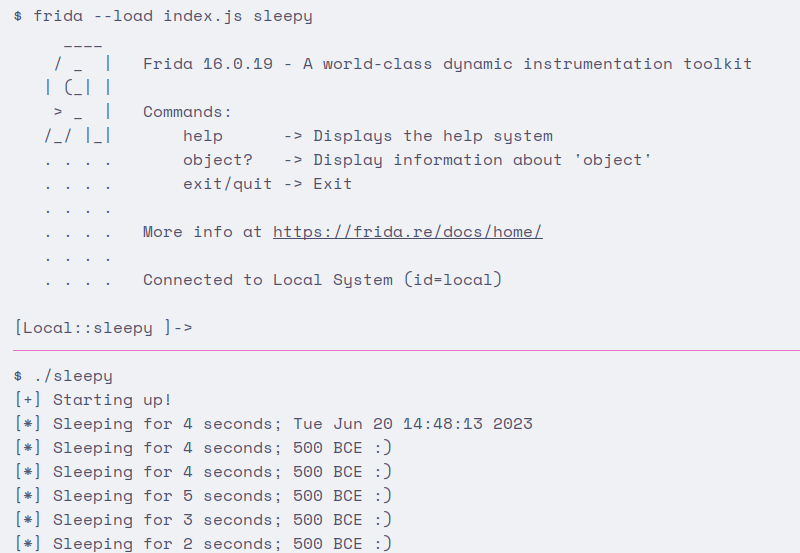 $ frida --load index.js sleepy
     ____
    / _  |   Frida 16.0.19 - A world-class dynamic instrumentation toolkit
   | (_| |
    > _  |   Commands:
   /_/ |_|       help      -> Displays the help system
   . . . .       object?   -> Display information about 'object'
   . . . .       exit/quit -> Exit
   . . . .
   . . . .   More info at https://frida.re/docs/home/
   . . . .
   . . . .   Connected to Local System (id=local)
[Local::sleepy ]->
$ ./sleepy
[+] Starting up!
[*] Sleeping for 4 seconds; Tue Jun 20 14:48:13 2023
[*] Sleeping for 4 seconds; 500 BCE :)
[*] Sleeping for 4 seconds; 500 BCE :)
[*] Sleeping for 5 seconds; 500 BCE :)
[*] Sleeping for 3 seconds; 500 BCE :)
[*] Sleeping for 2 seconds; 500 BCE :)